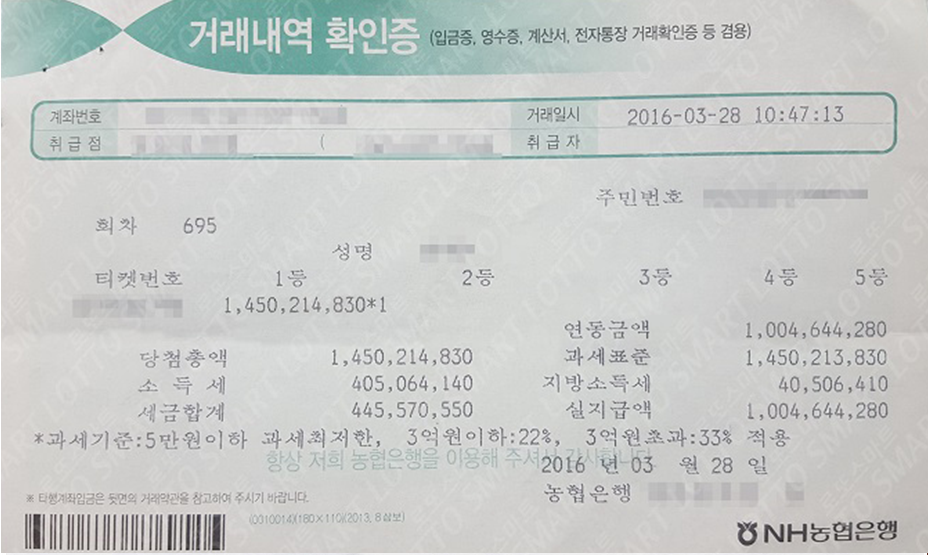 거래내역 확인증 (입금증, 영수증, 계산서, 전자통장 거래확인증 등 겸용)
계좌번호 거래일시 2016-03-28 10:47:13
취급점 ( 취급자
주민번호
회차 695
성명
티켓번호 1등 2등 3등 4등 5등
1,450,214,830*1
연동금액 1,004,644,280
당첨총액 1,450,214,830 과세표준 1,450,213,830
소 득 세 405,064,140 지방소득세 40,506,410
세금합계 445,570,550 실지급액 1,004,644,280
*과세기준:5만원이하 과세최저한, 3억원이하:22%, 3억원초과:33% 적용
항상 저희 농협은행을 이용해 주셔서 감사합니다.
2016 년 03 월 28 일
농협은행
※ 타행계좌입금은 뒷면의 거래약관을 참고하여 주시기 바랍니다.
(0310014)(180×110)(2013, 8 삼보)
NH농협은행